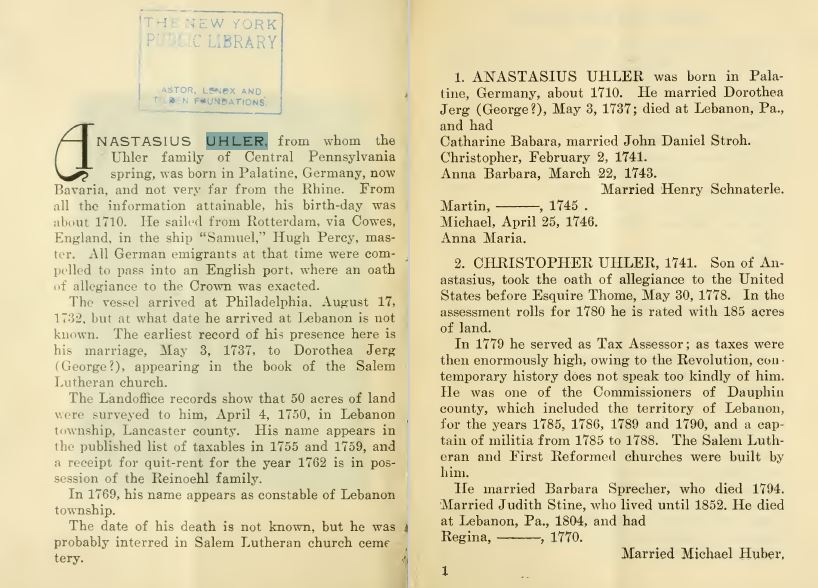 THE NEW YORK
PUBLIC LIBRARY
ASTOR, LENOX AND
TILDEN FOUNDATIONS.
ANASTASIUS UHLER, from whom the
Uhler family of Central Pennsylvania
spring, was born in Palatine, Germany, now
Bavaria, and not very far from the Rhine. From
all the information attainable, his birth-day was
about 1710. He sailed from Rotterdam, via Cowes,
England, in the ship "Samuel," Hugh Percy, mas-
ter. All German emigrants at that time were com-
pelled to pass into an English port, where an oath
of allegiance to the Crown was exacted.
The vessel arrived at Philadelphia, August 17,
1732, but at what date he arrived at Lebanon is not
known. The earliest record of his presence here is
his marriage, May 3, 1737, to Dorothea Jerg
(George?), appearing in the book of the Salem
Lutheran church.
The Landoffice records show that 50 acres of land
were surveyed to him, April 4, 1750, in Lebanon
township, Lancaster county. His name appears in
the published list of taxables in 1755 and 1759, and
a receipt for quit-rent for the year 1762 is in pos-
session of the Reinoehl family.
In 1769, his name appears as constable of Lebanon
township.
The date of his death is not known, but he was
probably interred in Salem Lutheran church ceme
tery.
1. ANASTASIUS UHLER was born in Pala-
tine, Germany, about 1710. He married Dorothea
Jerg (George?), May 3, 1737; died at Lebanon, Pa.,
and had
Catharine Babara, married John Daniel Stroh.
Christopher, February 2, 1741.
Anna Barbara, March 22, 1743.
Married Henry Schnaterle.
Martin, ———, 1745 .
Michael, April 25, 1746.
Anna Maria.
2. CHRISTOPHER UHLER, 1741. Son of An-
astasius, took the oath of allegiance to the United
States before Esquire Thome, May 30, 1778. In the
assessment rolls for 1780 he is rated with 185 acres
of land.
In 1779 he served as Tax Assessor; as taxes were
then enormously high, owing to the Revolution, con-
temporary history does not speak too kindly of him.
He was one of the Commissioners of Dauphin
county, which included the territory of Lebanon,
for the years 1785, 1786, 1789 and 1790, and a cap-
tain of militia from 1785 to 1788. The Salem Luth-
eran and First Reformed churches were built by
him.
He married Barbara Sprecher, who died 1794.
Married Judith Stine, who lived until 1852. He died
at Lebanon, Pa., 1804, and had
Regina, ———, 1770.
Married Michael Huber.
1